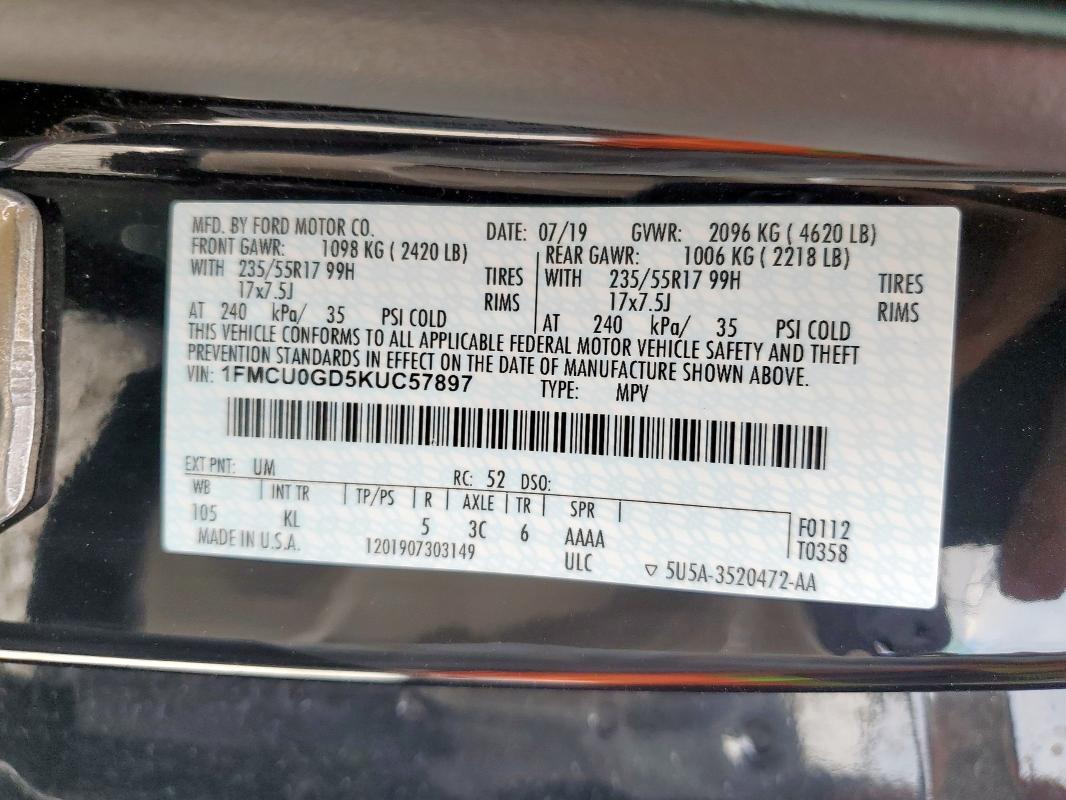 MFD. BY FORD MOTOR CO. DATE: 07/19 GVWR: 2096 KG ( 4620 LB)
FRONT GAWR: 1098 KG ( 2420 LB) REAR GAWR: 1006 KG ( 2218 LB)
WITH 235/55R17 99H TIRES WITH 235/55R17 99H TIRES
17x7.5J RIMS 17x7.5J RIMS
AT 240 kPa/ 35 PSI COLD AT 240 kPa/ 35 PSI COLD
THIS VEHICLE CONFORMS TO ALL APPLICABLE FEDERAL MOTOR VEHICLE SAFETY AND THEFT
PREVENTION STANDARDS IN EFFECT ON THE DATE OF MANUFACTURE SHOWN ABOVE.
VIN: 1FMCU0GD5KUC57897 TYPE: MPV
EXT PNT: UM RC: 52 DSO:
WB INT TR TP/PS R AXLE TR SPR
105 KL 5 3C 6 AAAA F0112
MADE IN U.S.A. 1201907303149 ULC T0358
▽ 5U5A-3520472-AA